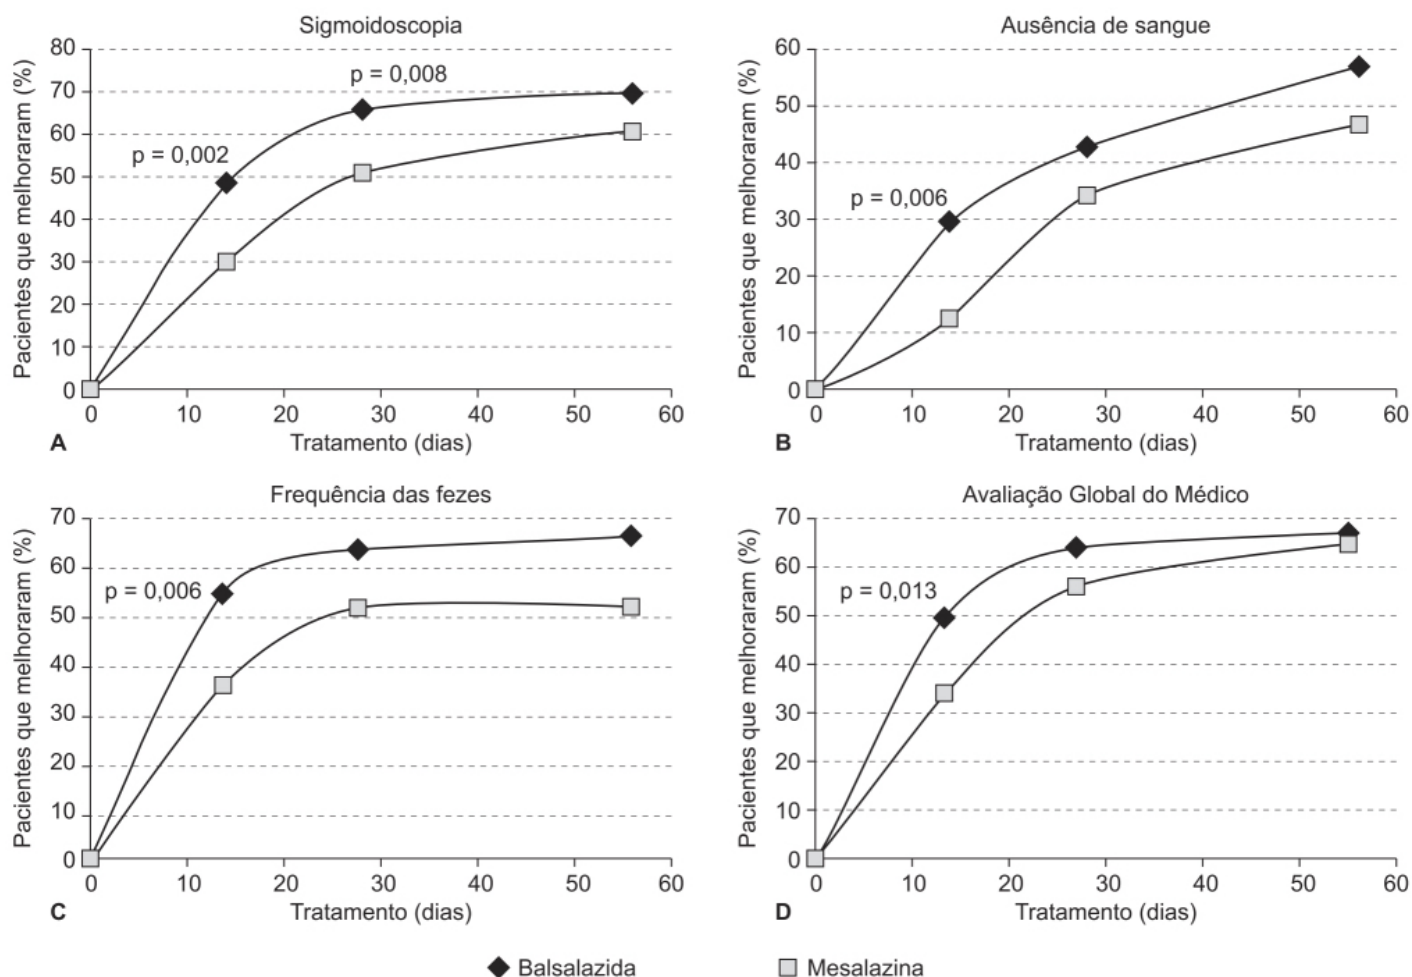 Sigmoidoscopia
Pacientes que melhoraram (%)
80
70
60
50
40
30
20
10
0
p = 0,002
p = 0,008
0 10 20 30 40 50 60
A Tratamento (dias)
Ausência de sangue
Pacientes que melhoraram (%)
60
50
40
30
20
10
0
p = 0,006
0 10 20 30 40 50 60
B Tratamento (dias)
Frequência das fezes
Pacientes que melhoraram (%)
70
60
50
40
30
20
10
0
p = 0,006
0 10 20 30 40 50 60
C Tratamento (dias)
Avaliação Global do Médico
Pacientes que melhoraram (%)
70
60
50
40
30
20
10
0
p = 0,013
0 10 20 30 40 50 60
D Tratamento (dias)
Balsalazida Mesalazina